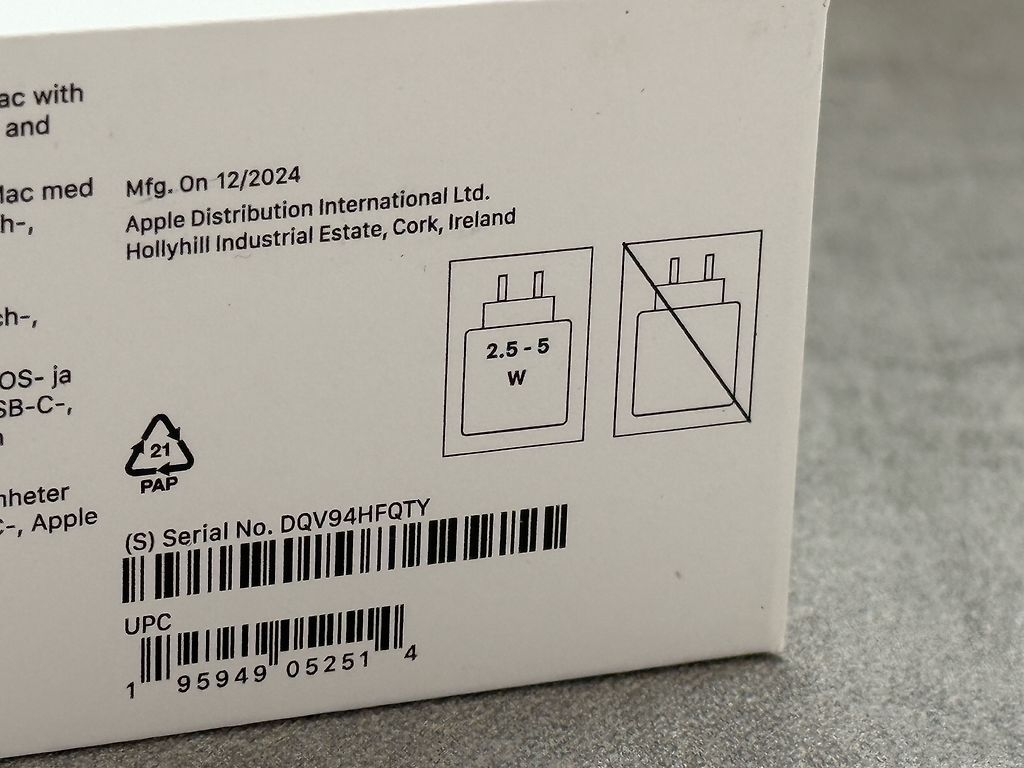 ac with
and
Mac med
h-,
ch-,
OS- ja
SB-C-,
n
nheter
C-, Apple
Mfg. On 12/2024
Apple Distribution International Ltd.
Hollyhill Industrial Estate, Cork, Ireland
2.5 - 5
W
21
PAP
(S) Serial No. DQV94HFQTY
UPC
1 95949 05251 4